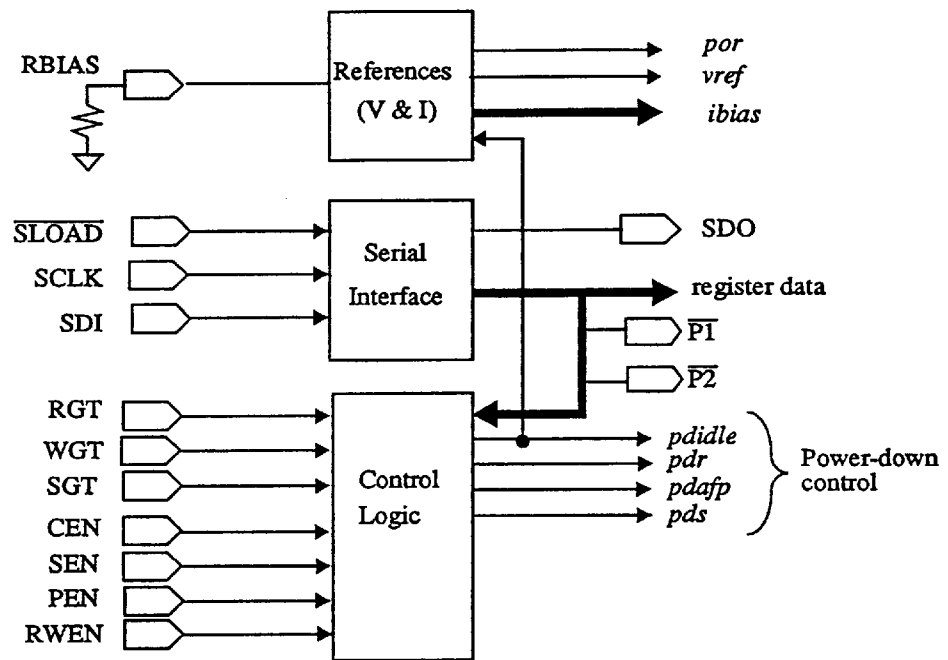 RBIAS
References
(V & I)
por
vref
ibias
SLOAD
SCLK
SDI
Serial
Interface
SDO
register data
P1
P2
RGT
WGT
SGT
CEN
SEN
PEN
RWEN
Control
Logic
pdidle
pdr
pdafp
pds
Power-down
control